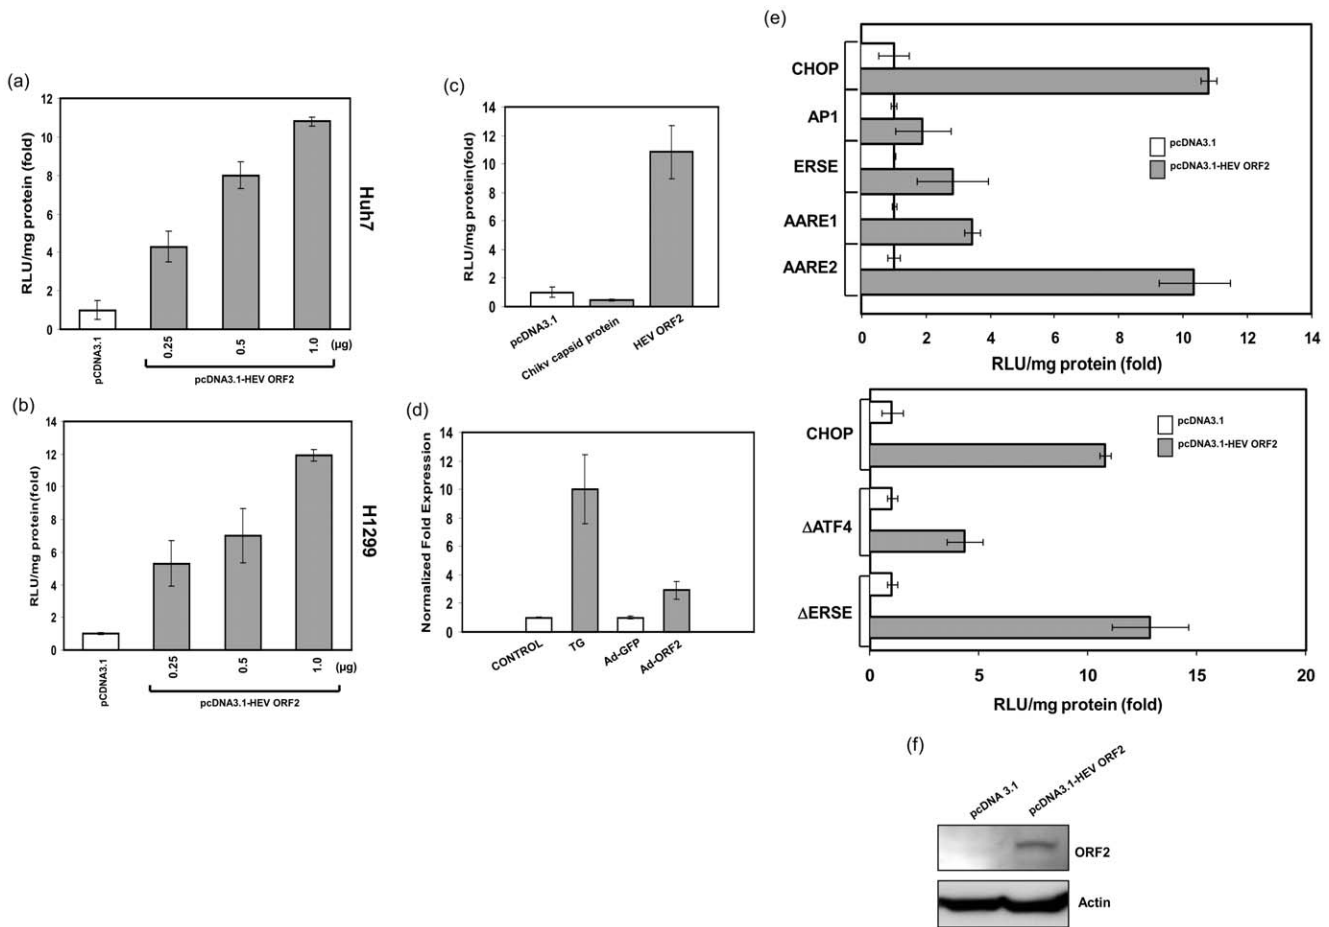 (a)
RLU/mg protein (fold)
12
10
8
6
4
2
0
pCDNA3.1
0.25
0.5
1.0
(µg)
pcDNA3.1-HEV ORF2
Huh7
(b)
RLU/mg protein(fold)
14
12
10
8
6
4
2
0
pCDNA3.1
0.25
0.5
1.0
(µg)
pcDNA3.1-HEV ORF2
H1299
(c)
RLU/mg protein(fold)
14
12
10
8
6
4
2
0
pcDNA3.1
Chikv capsid protein
HEV ORF2
(d)
Normalized Fold Expression
14
12
10
8
6
4
2
0
CONTROL
TG
Ad-GFP
Ad-ORF2
(e)
CHOP
AP1
ERSE
AARE1
AARE2
pcDNA3.1
pcDNA3.1-HEV ORF2
0 2 4 6 8 10 12 14
RLU/mg protein (fold)
CHOP
ΔATF4
ΔERSE
pcDNA3.1
pcDNA3.1-HEV ORF2
0 5 10 15 20
RLU/mg protein (fold)
(f)
pcDNA 3.1
pcDNA3.1-HEV ORF2
ORF2
Actin